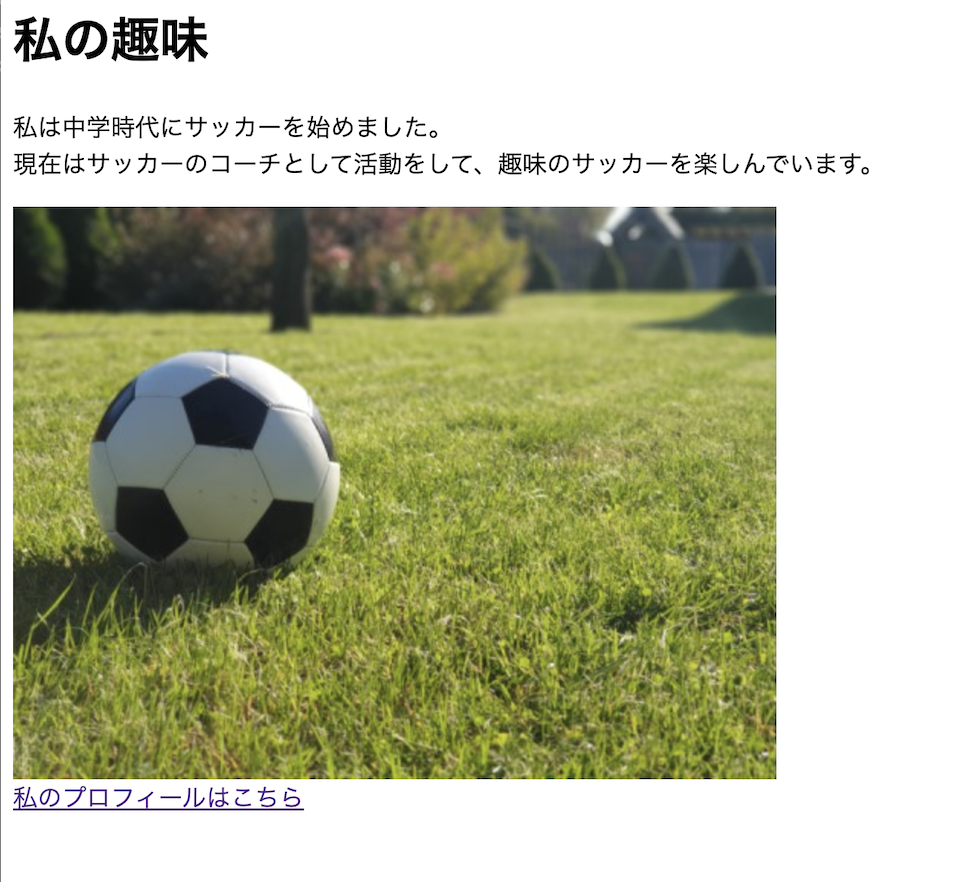 私の趣味
私は中学時代にサッカーを始めました。
現在はサッカーのコーチとして活動をして、趣味のサッカーを楽しんでいます。
私のプロフィールはこちら